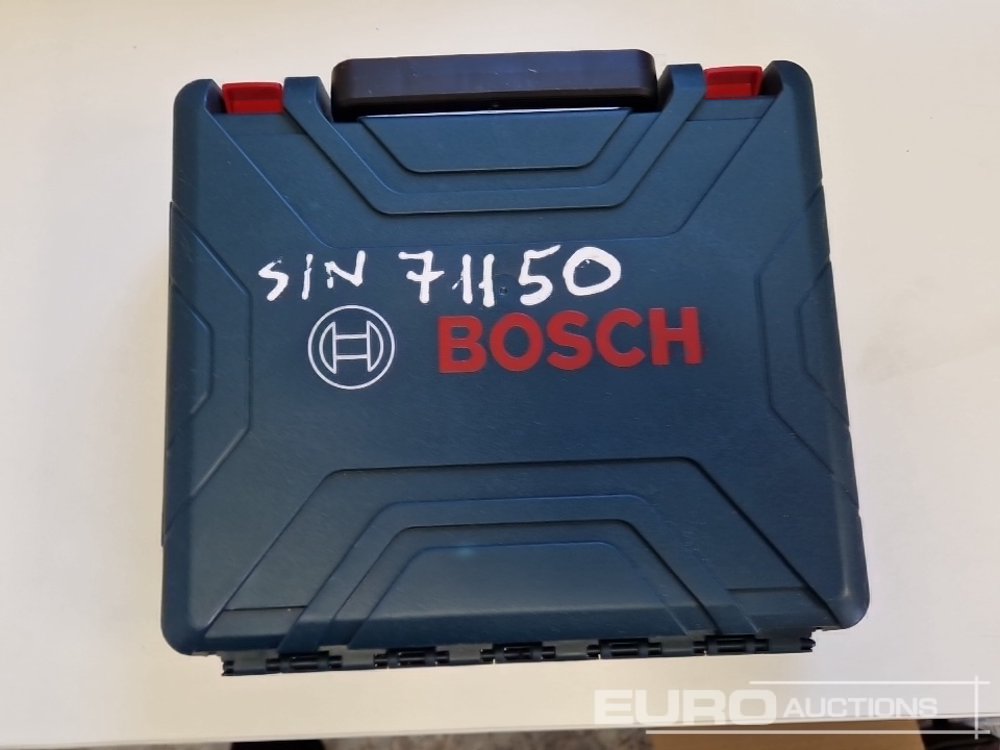 S/N 71150
BOSCH
EURO AUCTIONS